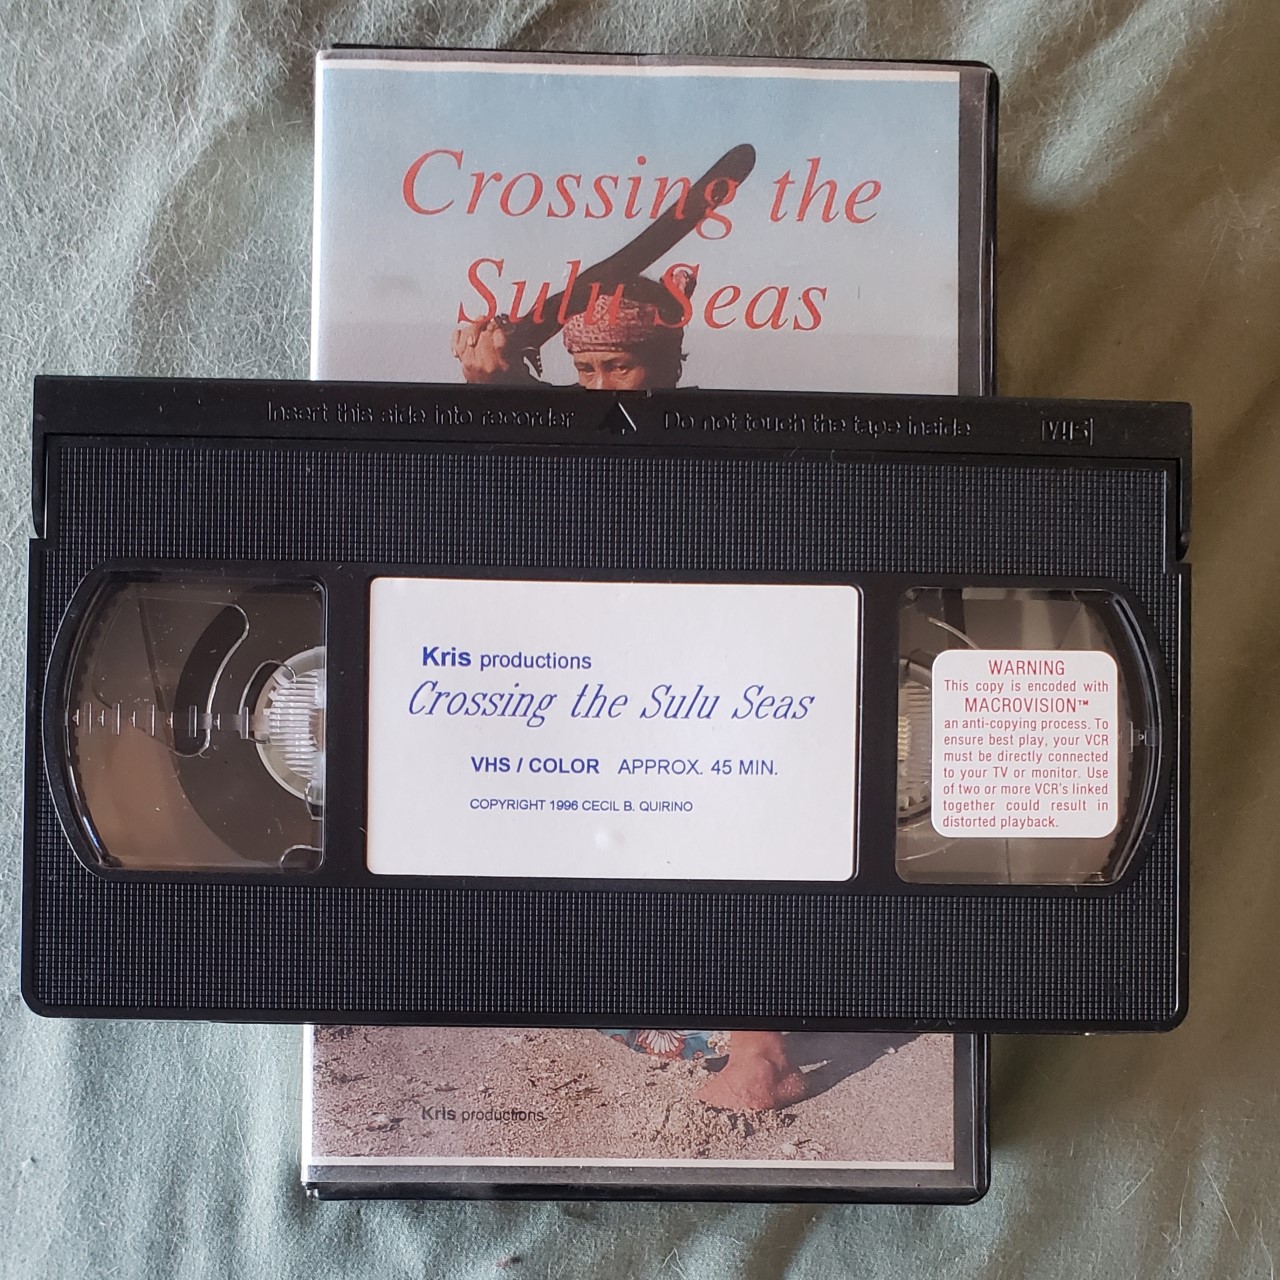 Crossing the
Sulu Seas
Insert this side into recorder
Do not touch the tape inside
VHS
Kris productions
Crossing the Sulu Seas
VHS / COLOR APPROX. 45 MIN.
COPYRIGHT 1996 CECIL B. QUIRINO
WARNING
This copy is encoded with
MACROVISION™
an anti-copying process. To
ensure best play, your VCR
must be directly connected
to your TV or monitor. Use
of two or more VCR's linked
together could result in
distorted playback.
Kris productions